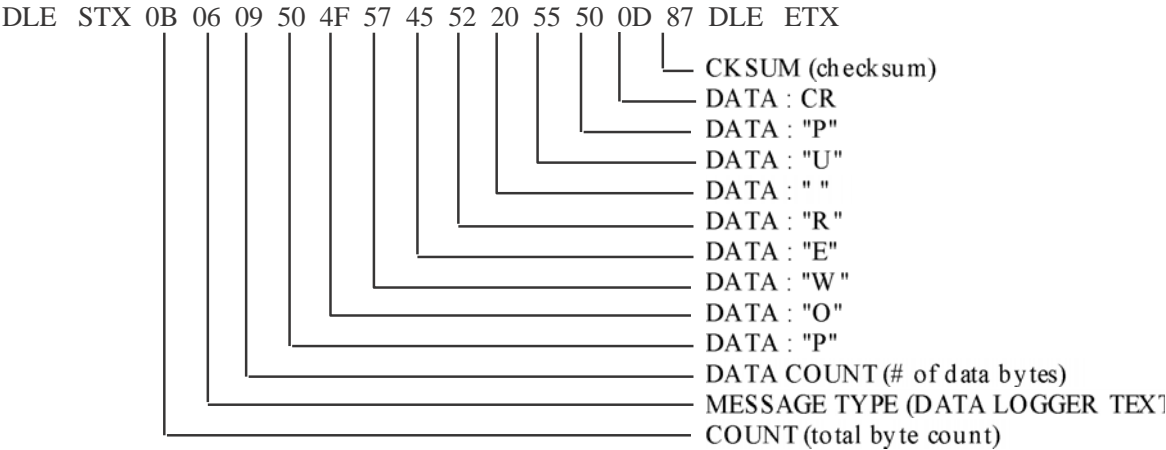 DLE STX 0B 06 09 50 4F 57 45 52 20 55 50 0D 87 DLE ETX
CKSUM (checksum)
DATA : CR
DATA : "P"
DATA : "U"
DATA : " "
DATA : "R"
DATA : "E"
DATA : "W"
DATA : "O"
DATA : "P"
DATA COUNT (# of data bytes)
MESSAGE TYPE (DATA LOGGER TEXT
COUNT (total byte count)